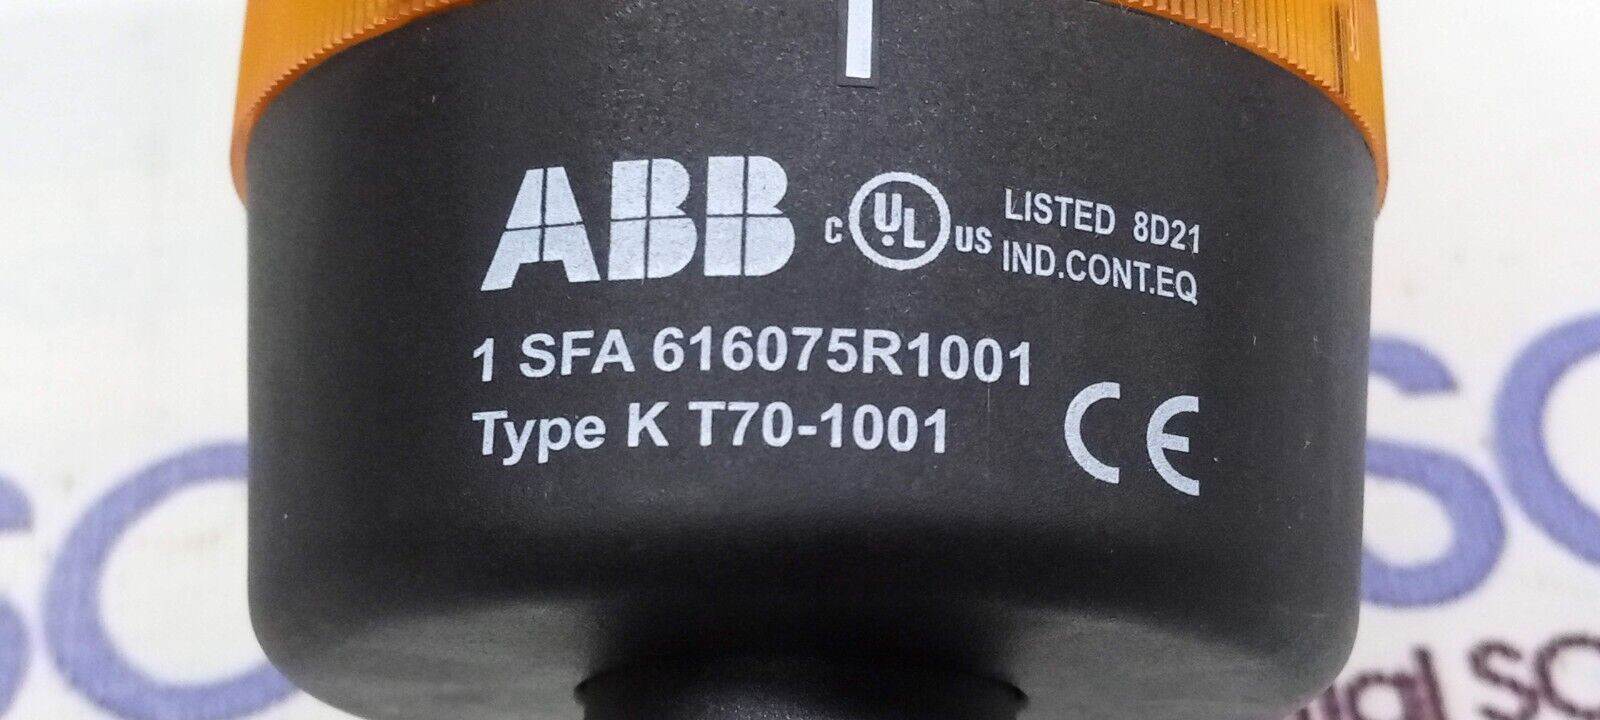 ABB
C UL US LISTED 8D21
IND.CONT.EQ
1 SFA 616075R1001
Type K T70-1001
CE